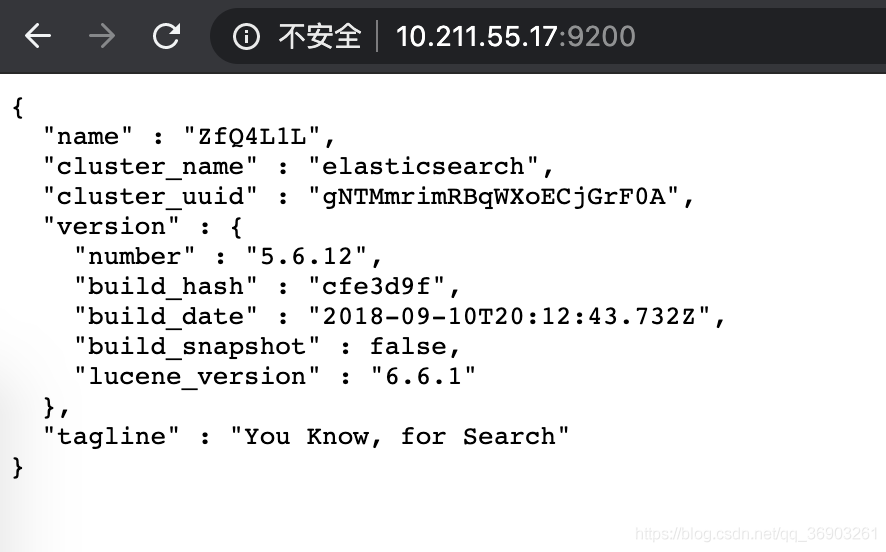 不安全 10.211.55.17:9200
{
"name" : "ZfQ4L1L",
"cluster_name" : "elasticsearch",
"cluster_uuid" : "gNTMmrimRBqWXoECjGrF0A",
"version" : {
"number" : "5.6.12",
"build_hash" : "cfe3d9f",
"build_date" : "2018-09-10T20:12:43.732Z",
"build_snapshot" : false,
"lucene_version" : "6.6.1"
},
"tagline" : "You Know, for Search"
}
https://blog.csdn.net/qq_36903261